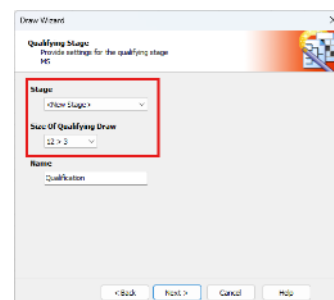 Draw Wizard
Qualifying Stage
Provide settings for the qualifying stage
MS
Stage
<New Stage>
Size Of Qualifying Draw
12 > 3
Name
Qualification
< Back Next > Cancel Help